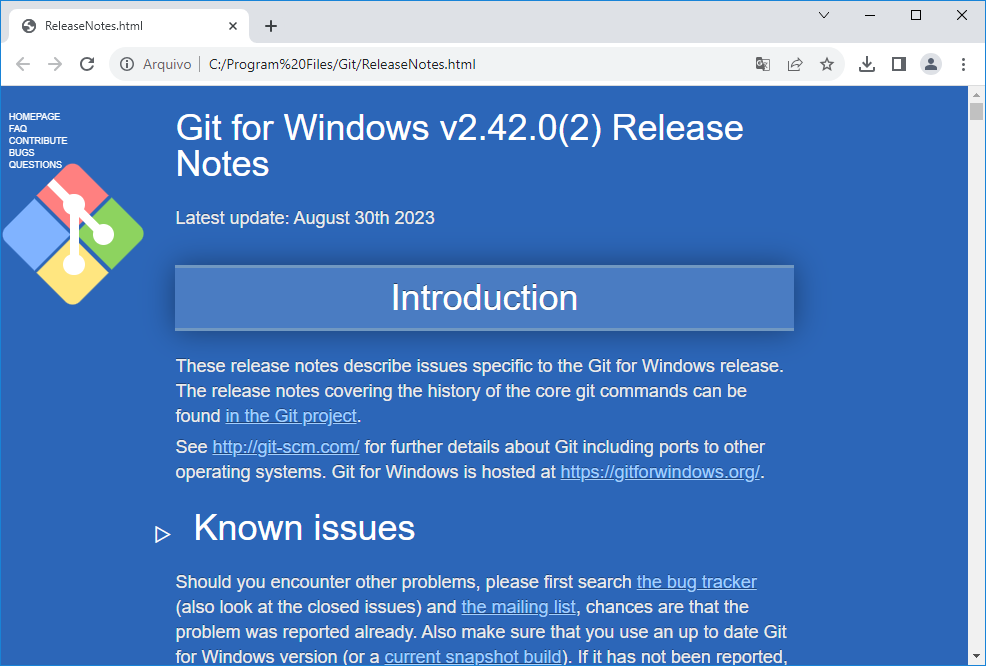 ReleaseNotes.html
Arquivo
C:/Program%20Files/Git/ReleaseNotes.html
HOMEPAGE
FAQ
CONTRIBUTE
BUGS
QUESTIONS
Git for Windows v2.42.0(2) Release
Notes
Latest update: August 30th 2023
Introduction
These release notes describe issues specific to the Git for Windows release.
The release notes covering the history of the core git commands can be
found in the Git project.
See http://git-scm.com/ for further details about Git including ports to other
operating systems. Git for Windows is hosted at https://gitforwindows.org/.
Known issues
Should you encounter other problems, please first search the bug tracker
(also look at the closed issues) and the mailing list, chances are that the
problem was reported already. Also make sure that you use an up to date Git
for Windows version (or a current snapshot build). If it has not been reported,